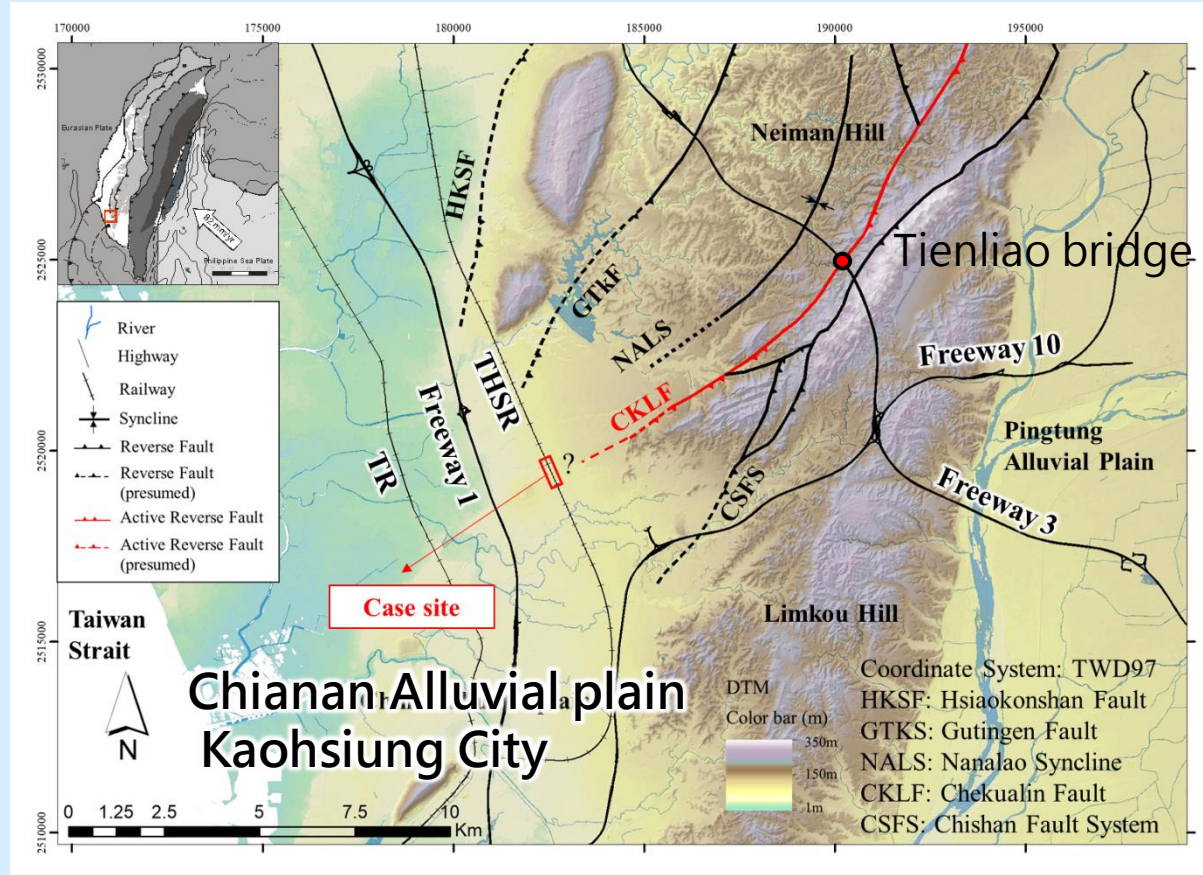 170000 175000 180000 185000 190000 195000
2530000
2525000
2520000
2515000
2510000
Eurasian Plate
Philippine Sea Plate
82mm/yr
River
Highway
Railway
Syncline
Reverse Fault
Reverse Fault
(presumed)
Active Reverse Fault
Active Reverse Fault
(presumed)
HKSF
GTKF
NALS
CKLF
CSFS
THSR
Freeway 1
TR
?
Neiman Hill
Tienliao bridge
Freeway 10
Pingtung
Alluvial Plain
Freeway 3
Case site
Limkou Hill
Taiwan
Strait
N
Chianan Alluvial plain
Kaohsiung City
0 1.25 2.5 5 7.5 10
Km
DTM
Color bar (m)
350m
150m
1m
Coordinate System: TWD97
HKSF: Hsiaokonshan Fault
GTKS: Gutingen Fault
NALS: Nanalao Syncline
CKLF: Chekualin Fault
CSFS: Chishan Fault System